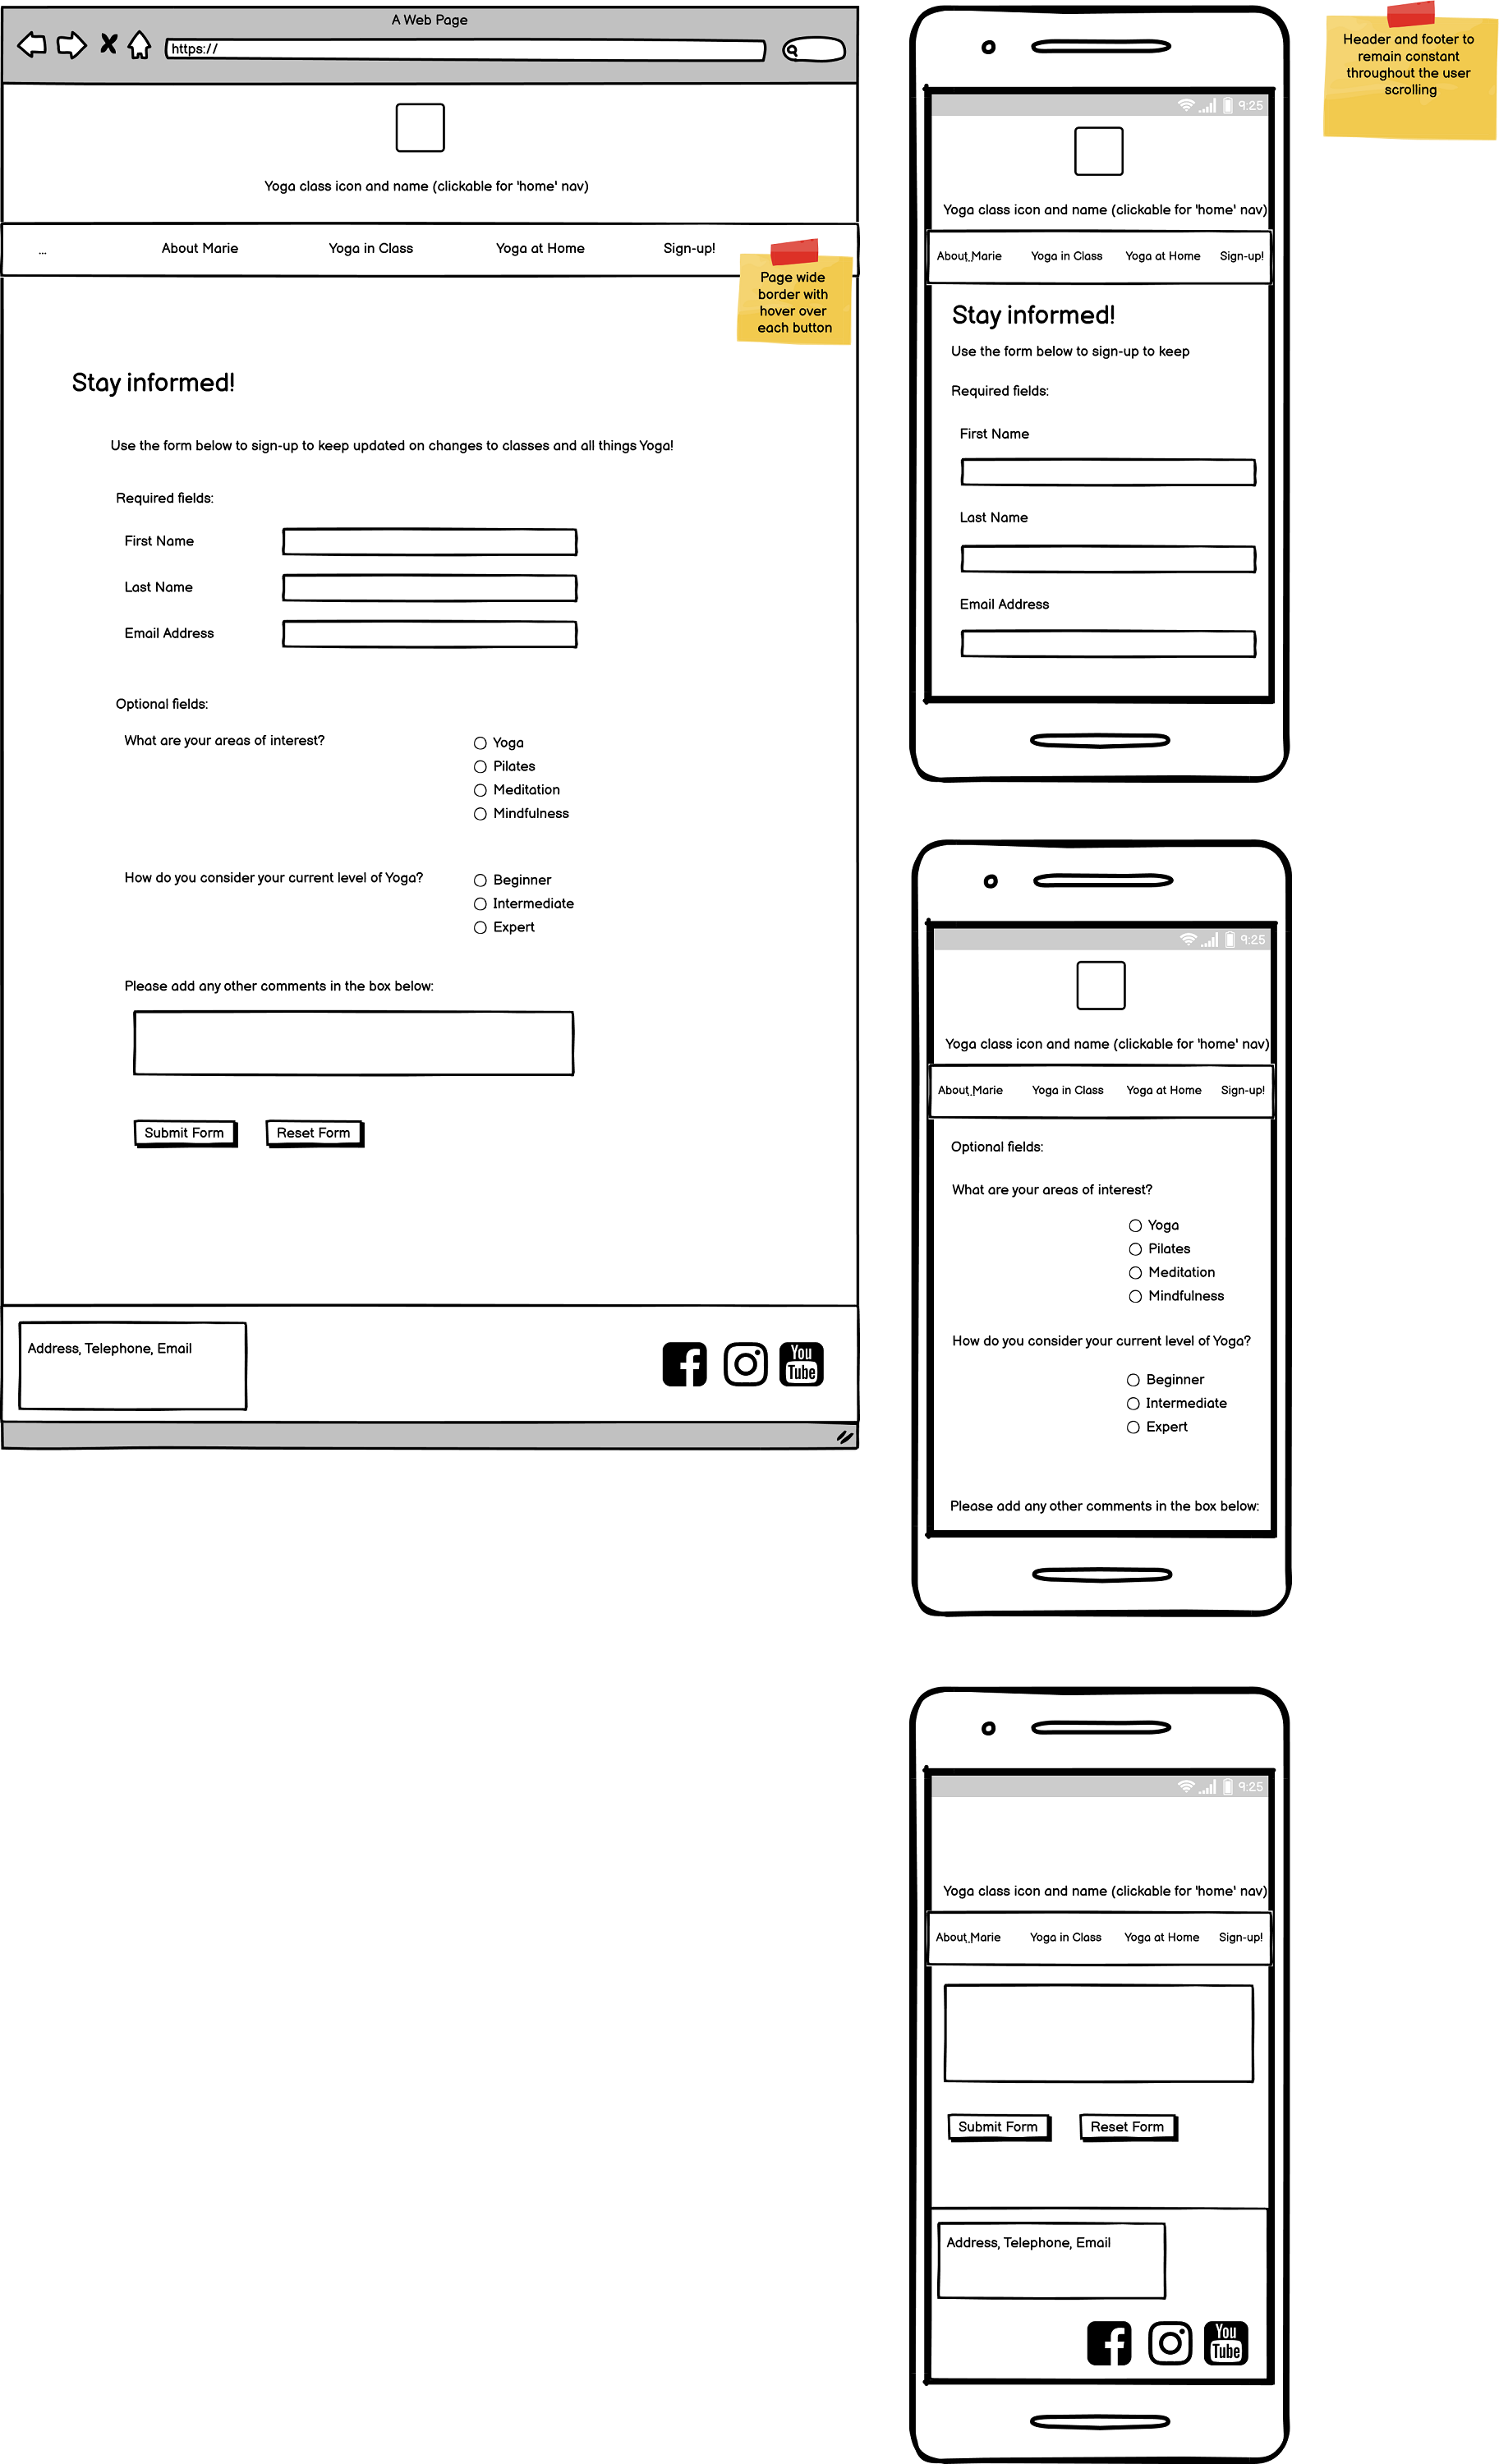 A Web Page
https://
Yoga class icon and name (clickable for 'home' nav)
... About Marie Yoga in Class Yoga at Home Sign-up!
Page wide
border with
hover over
each button
Stay informed!
Use the form below to sign-up to keep updated on changes to classes and all things Yoga!
Required fields:
First Name
Last Name
Email Address
Optional fields:
What are your areas of interest?
Yoga
Pilates
Meditation
Mindfulness
How do you consider your current level of Yoga?
Beginner
Intermediate
Expert
Please add any other comments in the box below:
Submit Form Reset Form
Address, Telephone, Email
You
Tube
9:25
Yoga class icon and name (clickable for 'home' nav)
About Marie Yoga in Class Yoga at Home Sign-up!
Stay informed!
Use the form below to sign-up to keep
Required fields:
First Name
Last Name
Email Address
Header and footer to
remain constant
throughout the user
scrolling
9:25
Yoga class icon and name (clickable for 'home' nav)
About Marie Yoga in Class Yoga at Home Sign-up!
Optional fields:
What are your areas of interest?
Yoga
Pilates
Meditation
Mindfulness
How do you consider your current level of Yoga?
Beginner
Intermediate
Expert
Please add any other comments in the box below:
9:25
Yoga class icon and name (clickable for 'home' nav)
About Marie Yoga in Class Yoga at Home Sign-up!
Submit Form Reset Form
Address, Telephone, Email
You
Tube